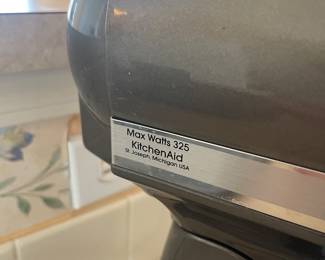 Max Watts 325
KitchenAid
St. Joseph, Michigan USA